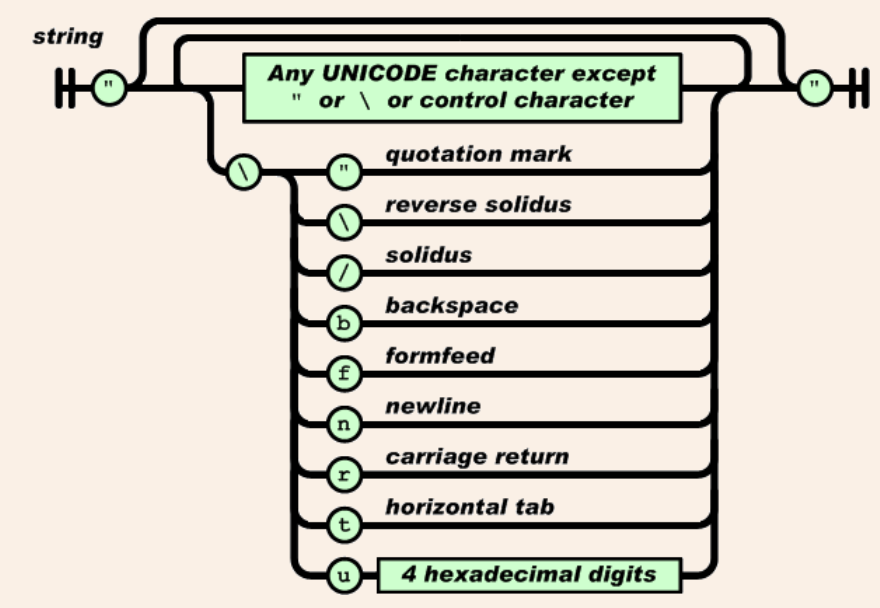 string
"
Any UNICODE character except
" or \ or control character
"
\
" quotation mark
\ reverse solidus
/ solidus
b backspace
f formfeed
n newline
r carriage return
t horizontal tab
u 4 hexadecimal digits